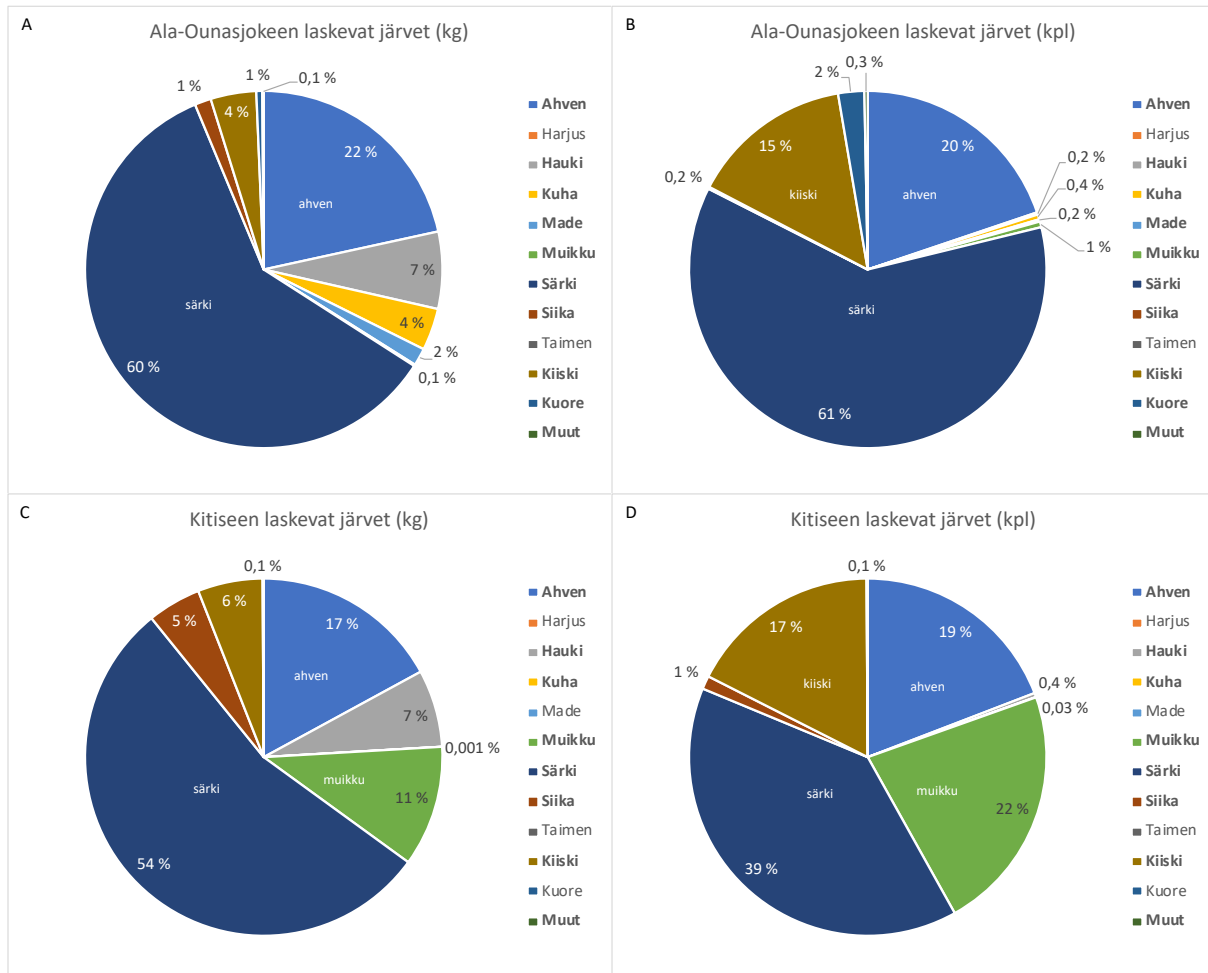 A
Ala-Ounasjokeen laskevat järvet (kg)
1 %
1 %
0,1 %
4 %
22 %
ahven
7 %
4 %
2 %
0,1 %
särki
60 %
Ahven
Harjus
Hauki
Kuha
Made
Muikku
Särki
Siika
Taimen
Kiiski
Kuore
Muut
B
Ala-Ounasjokeen laskevat järvet (kpl)
0,3 %
2 %
15 %
20 %
0,2 %
kiiski
ahven
0,2 %
0,4 %
0,2 %
1 %
särki
61 %
Ahven
Harjus
Hauki
Kuha
Made
Muikku
Särki
Siika
Taimen
Kiiski
Kuore
Muut
C
Kitiseen laskevat järvet (kg)
0,1 %
6 %
5 %
17 %
ahven
7 %
0,001 %
muikku
11 %
särki
54 %
Ahven
Harjus
Hauki
Kuha
Made
Muikku
Särki
Siika
Taimen
Kiiski
Kuore
Muut
D
Kitiseen laskevat järvet (kpl)
0,1 %
17 %
19 %
1 %
kiiski
ahven
0,4 %
0,03 %
muikku
22 %
särki
39 %
Ahven
Harjus
Hauki
Kuha
Made
Muikku
Särki
Siika
Taimen
Kiiski
Kuore
Muut